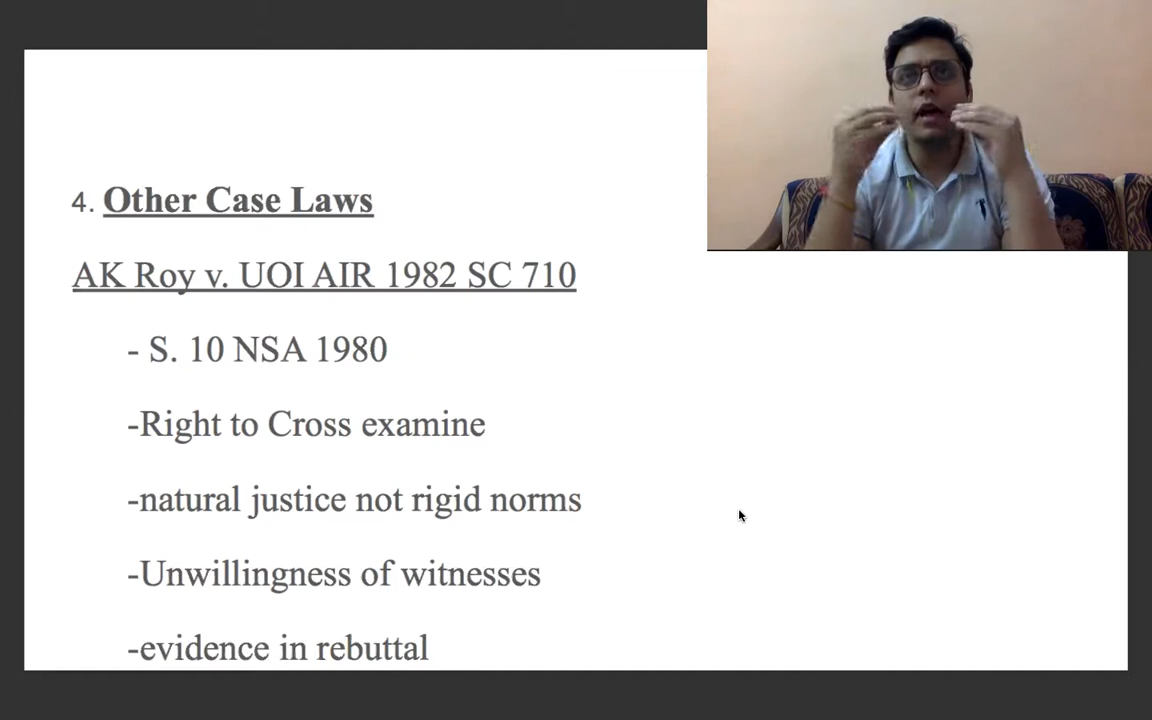 4. Other Case Laws
AK Roy v. UOI AIR 1982 SC 710
- S. 10 NSA 1980
-Right to Cross examine
-natural justice not rigid norms
-Unwillingness of witnesses
-evidence in rebuttal